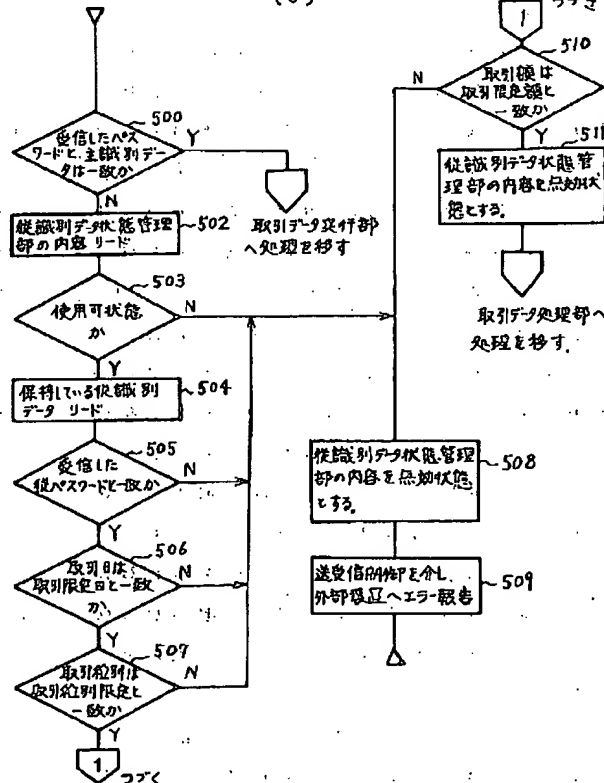 500
受信したパス
ワードと、主識別デー
タは一致か
Y
N
取引データ発行部
へ処理を移す
従識別データ状態管理
部の内容 リード
502
503
使用可状態
か
N
Y
保持している従識別
データ リード
504
505
受信した
従パスワードと一致か
N
Y
506
取引日は
取引限定日と一致
か
N
Y
507
取引種別は
取引種別限定と
一致か
N
Y
1
つづく
1
つづき
510
取引額は
取引限定額と
一致か
N
Y
511
従識別データ状態管
理部の内容を無効状
態とする。
取引データ処理部へ
処理を移す。
従識別データ状態管理
部の内容を無効状態
とする。
508
送受信制御部を介し、
外部装置へエラー報告
509